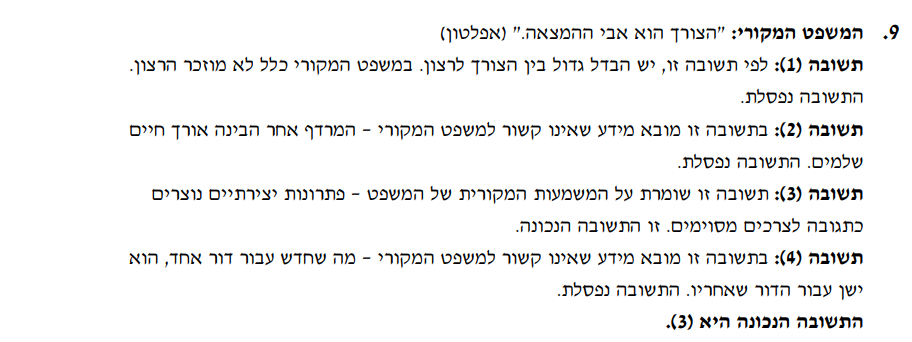 9. המשפט המקורי: "הצורך הוא אבי ההמצאה." (אפלטון)
תשובה (1): לפי תשובה זו, יש הבדל גדול בין הצורך לרצון. במשפט המקורי כלל לא מוזכר הרצון.
התשובה נפסלת.
תשובה (2): בתשובה זו מובא מידע שאינו קשור למשפט המקורי – המרדף אחר הבינה אורך חיים
שלמים. התשובה נפסלת.
תשובה (3): תשובה זו שומרת על המשמעות המקורית של המשפט – פתרונות יצירתיים נוצרים
כתגובה לצרכים מסוימים. זו התשובה הנכונה.
תשובה (4): בתשובה זו מובא מידע שאינו קשור למשפט המקורי – מה שחדש עבור דור אחד, הוא
ישן עבור הדור שאחריו. התשובה נפסלת.
התשובה הנכונה היא (3).